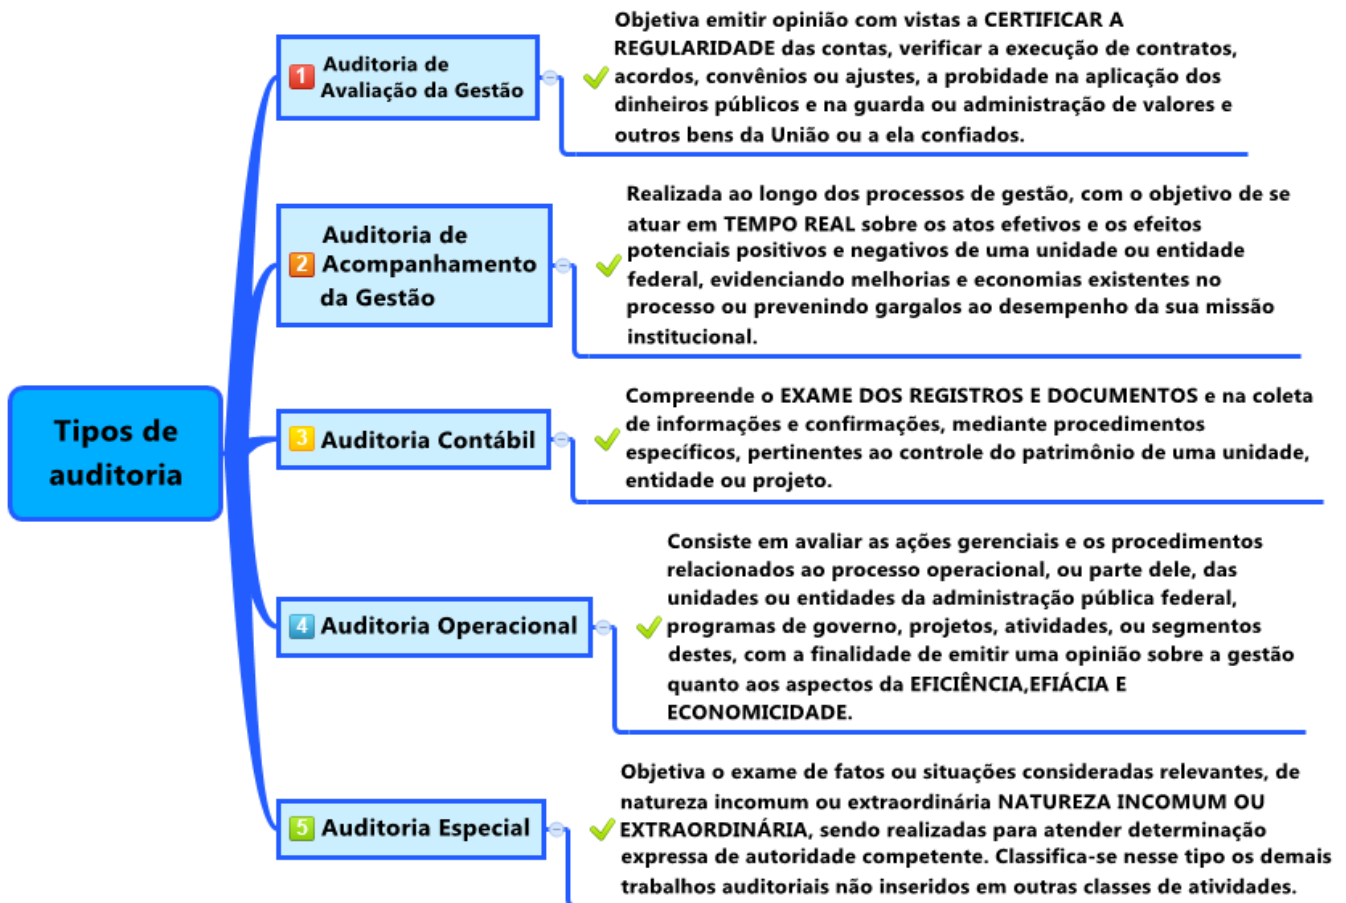 Tipos de
auditoria
1
Auditoria de
Avaliação da Gestão
Objetiva emitir opinião com vistas a CERTIFICAR A
REGULARIDADE das contas, verificar a execução de contratos,
acordos, convênios ou ajustes, a probidade na aplicação dos
dinheiros públicos e na guarda ou administração de valores e
outros bens da União ou a ela confiados.
2
Auditoria de
Acompanhamento
da Gestão
Realizada ao longo dos processos de gestão, com o objetivo de se
atuar em TEMPO REAL sobre os atos efetivos e os efeitos
potenciais positivos e negativos de uma unidade ou entidade
federal, evidenciando melhorias e economias existentes no
processo ou prevenindo gargalos ao desempenho da sua missão
institucional.
3
Auditoria Contábil
Compreende o EXAME DOS REGISTROS E DOCUMENTOS e na coleta
de informações e confirmações, mediante procedimentos
específicos, pertinentes ao controle do patrimônio de uma unidade,
entidade ou projeto.
4
Auditoria Operacional
Consiste em avaliar as ações gerenciais e os procedimentos
relacionados ao processo operacional, ou parte dele, das
unidades ou entidades da administração pública federal,
programas de governo, projetos, atividades, ou segmentos
destes, com a finalidade de emitir uma opinião sobre a gestão
quanto aos aspectos da EFICIÊNCIA,EFIÁCIA E
ECONOMICIDADE.
5
Auditoria Especial
Objetiva o exame de fatos ou situações consideradas relevantes, de
natureza incomum ou extraordinária NATUREZA INCOMUM OU
EXTRAORDINÁRIA, sendo realizadas para atender determinação
expressa de autoridade competente. Classifica-se nesse tipo os demais
trabalhos auditoriais não inseridos em outras classes de atividades.